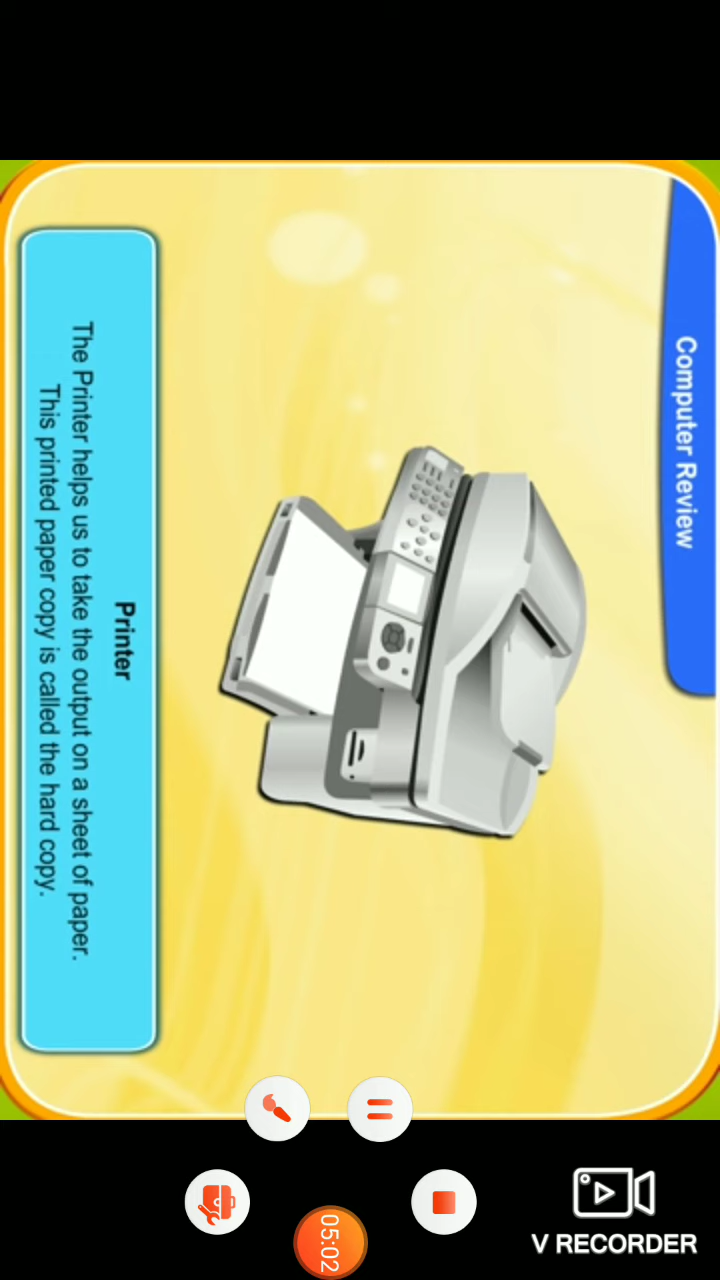 Computer Review
Printer
The Printer helps us to take the output on a sheet of paper.
This printed paper copy is called the hard copy.
05:02
V RECORDER